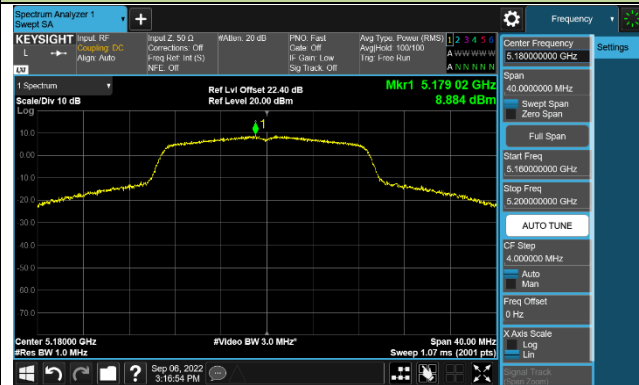 Spectrum Analyzer 1
Swept SA
Frequency
KEYSIGHT
L
LXI
Input: RF
Coupling: DC
Align: Auto
Input Z: 50 Ω
Corrections: Off
Freq Ref: Int (S)
NFE: Off
#Atten: 20 dB
PNO: Fast
Gate: Off
IF Gain: Low
Sig Track: Off
Avg Type: Power (RMS)
Avg|Hold: 100/100
Trig: Free Run
1 2 3 4 5 6
A W W W W W
A N N N N N
1 Spectrum
Scale/Div 10 dB
Log
Ref Lvl Offset 22.40 dB
Ref Level 20.00 dBm
Mkr1 5.179 02 GHz
8.884 dBm
1
10.0
0.00
-10.0
-20.0
-30.0
-40.0
-50.0
-60.0
-70.0
Center 5.18000 GHz
#Res BW 1.0 MHz
#Video BW 3.0 MHz*
Span 40.00 MHz
Sweep 1.07 ms (2001 pts)
Sep 06, 2022
3:16:54 PM
?
Center Frequency
5.180000000 GHz
Span
40.0000000 MHz
Swept Span
Zero Span
Full Span
Start Freq
5.160000000 GHz
Stop Freq
5.200000000 GHz
AUTO TUNE
CF Step
4.000000 MHz
Auto
Man
Freq Offset
0 Hz
X Axis Scale
Log
Lin
Signal Track
(Span Zoom)
Settings